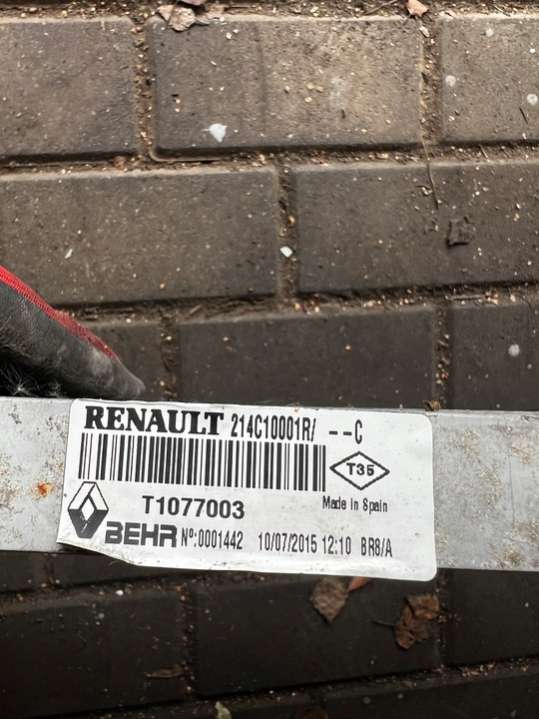 RENAULT 214C10001R/ --C
T35
T1077003
Made in Spain
BEHR Nº:0001442 10/07/2015 12:10 BR8/A